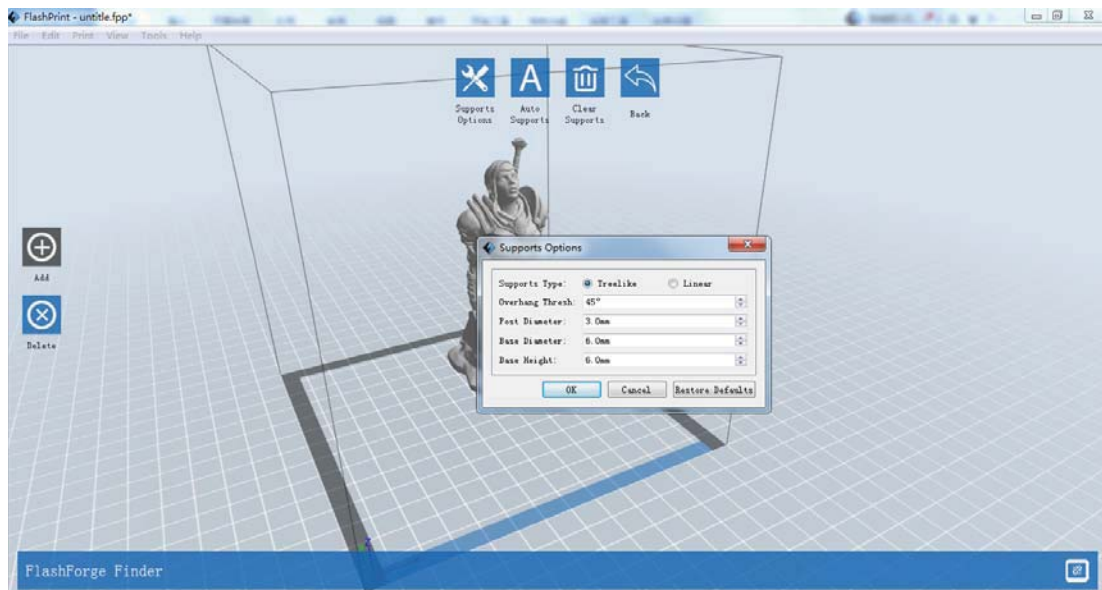 FlashPrint - untitle.fpp*
File Edit Print View Tools Help
Supports Options
Auto Supports
Clear Supports
Back
Add
Delete
Supports Options
Supports Type: Treelike Linear
Overhang Thresh: 45°
Post Diameter: 3.0mm
Base Diameter: 6.0mm
Base Height: 6.0mm
OK Cancel Restore Defaults
FlashForge Finder